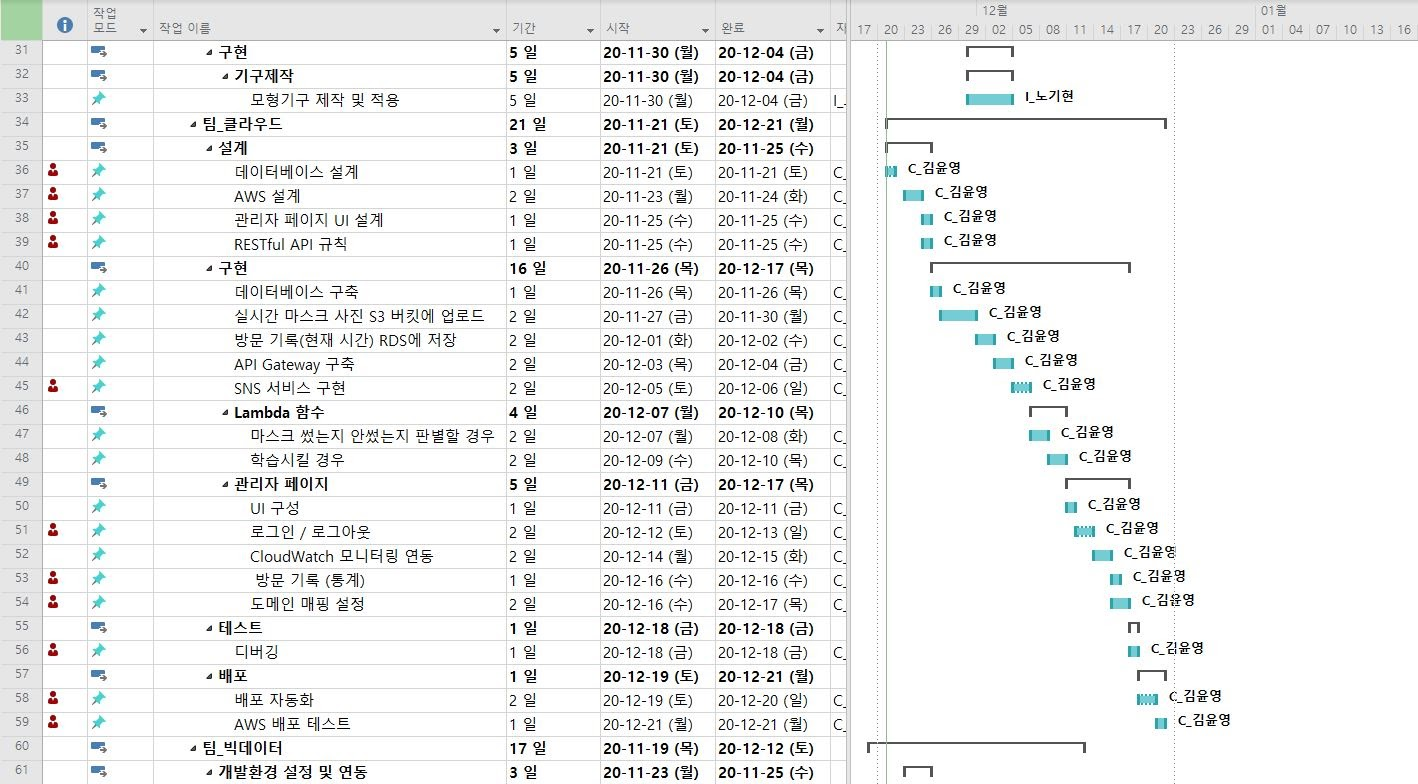 작업 모드 작업 이름 기간 시작 완료 자 12월 01월
17 20 23 26 29 02 05 08 11 14 17 20 23 26 29 01 04 07 10 13 16
31 구현 5 일 20-11-30 (월) 20-12-04 (금)
32 기구제작 5 일 20-11-30 (월) 20-12-04 (금)
33 모형기구 제작 및 적용 5 일 20-11-30 (월) 20-12-04 (금) I_노기현
34 팀_클라우드 21 일 20-11-21 (토) 20-12-21 (월)
35 설계 3 일 20-11-21 (토) 20-11-25 (수)
36 데이터베이스 설계 1 일 20-11-21 (토) 20-11-21 (토) C_ C_김윤영
37 AWS 설계 2 일 20-11-23 (월) 20-11-24 (화) C_ C_김윤영
38 관리자 페이지 UI 설계 1 일 20-11-25 (수) 20-11-25 (수) C_ C_김윤영
39 RESTful API 규칙 1 일 20-11-25 (수) 20-11-25 (수) C_ C_김윤영
40 구현 16 일 20-11-26 (목) 20-12-17 (목)
41 데이터베이스 구축 1 일 20-11-26 (목) 20-11-26 (목) C_ C_김윤영
42 실시간 마스크 사진 S3 버킷에 업로드 2 일 20-11-27 (금) 20-11-30 (월) C_ C_김윤영
43 방문 기록(현재 시간) RDS에 저장 2 일 20-12-01 (화) 20-12-02 (수) C_ C_김윤영
44 API Gateway 구축 2 일 20-12-03 (목) 20-12-04 (금) C_ C_김윤영
45 SNS 서비스 구현 2 일 20-12-05 (토) 20-12-06 (일) C_ C_김윤영
46 Lambda 함수 4 일 20-12-07 (월) 20-12-10 (목)
47 마스크 썼는지 안썼는지 판별할 경우 2 일 20-12-07 (월) 20-12-08 (화) C_ C_김윤영
48 학습시킬 경우 2 일 20-12-09 (수) 20-12-10 (목) C_ C_김윤영
49 관리자 페이지 5 일 20-12-11 (금) 20-12-17 (목)
50 UI 구성 1 일 20-12-11 (금) 20-12-11 (금) C_ C_김윤영
51 로그인 / 로그아웃 2 일 20-12-12 (토) 20-12-13 (일) C_ C_김윤영
52 CloudWatch 모니터링 연동 2 일 20-12-14 (월) 20-12-15 (화) C_ C_김윤영
53 방문 기록 (통계) 1 일 20-12-16 (수) 20-12-16 (수) C_ C_김윤영
54 도메인 매핑 설정 2 일 20-12-16 (수) 20-12-17 (목) C_ C_김윤영
55 테스트 1 일 20-12-18 (금) 20-12-18 (금)
56 디버깅 1 일 20-12-18 (금) 20-12-18 (금) C_ C_김윤영
57 배포 1 일 20-12-19 (토) 20-12-21 (월)
58 배포 자동화 2 일 20-12-19 (토) 20-12-20 (일) C_ C_김윤영
59 AWS 배포 테스트 1 일 20-12-21 (월) 20-12-21 (월) C_ C_김윤영
60 팀_빅데이터 17 일 20-11-19 (목) 20-12-12 (토)
61 개발환경 설정 및 연동 3 일 20-11-23 (월) 20-11-25 (수)